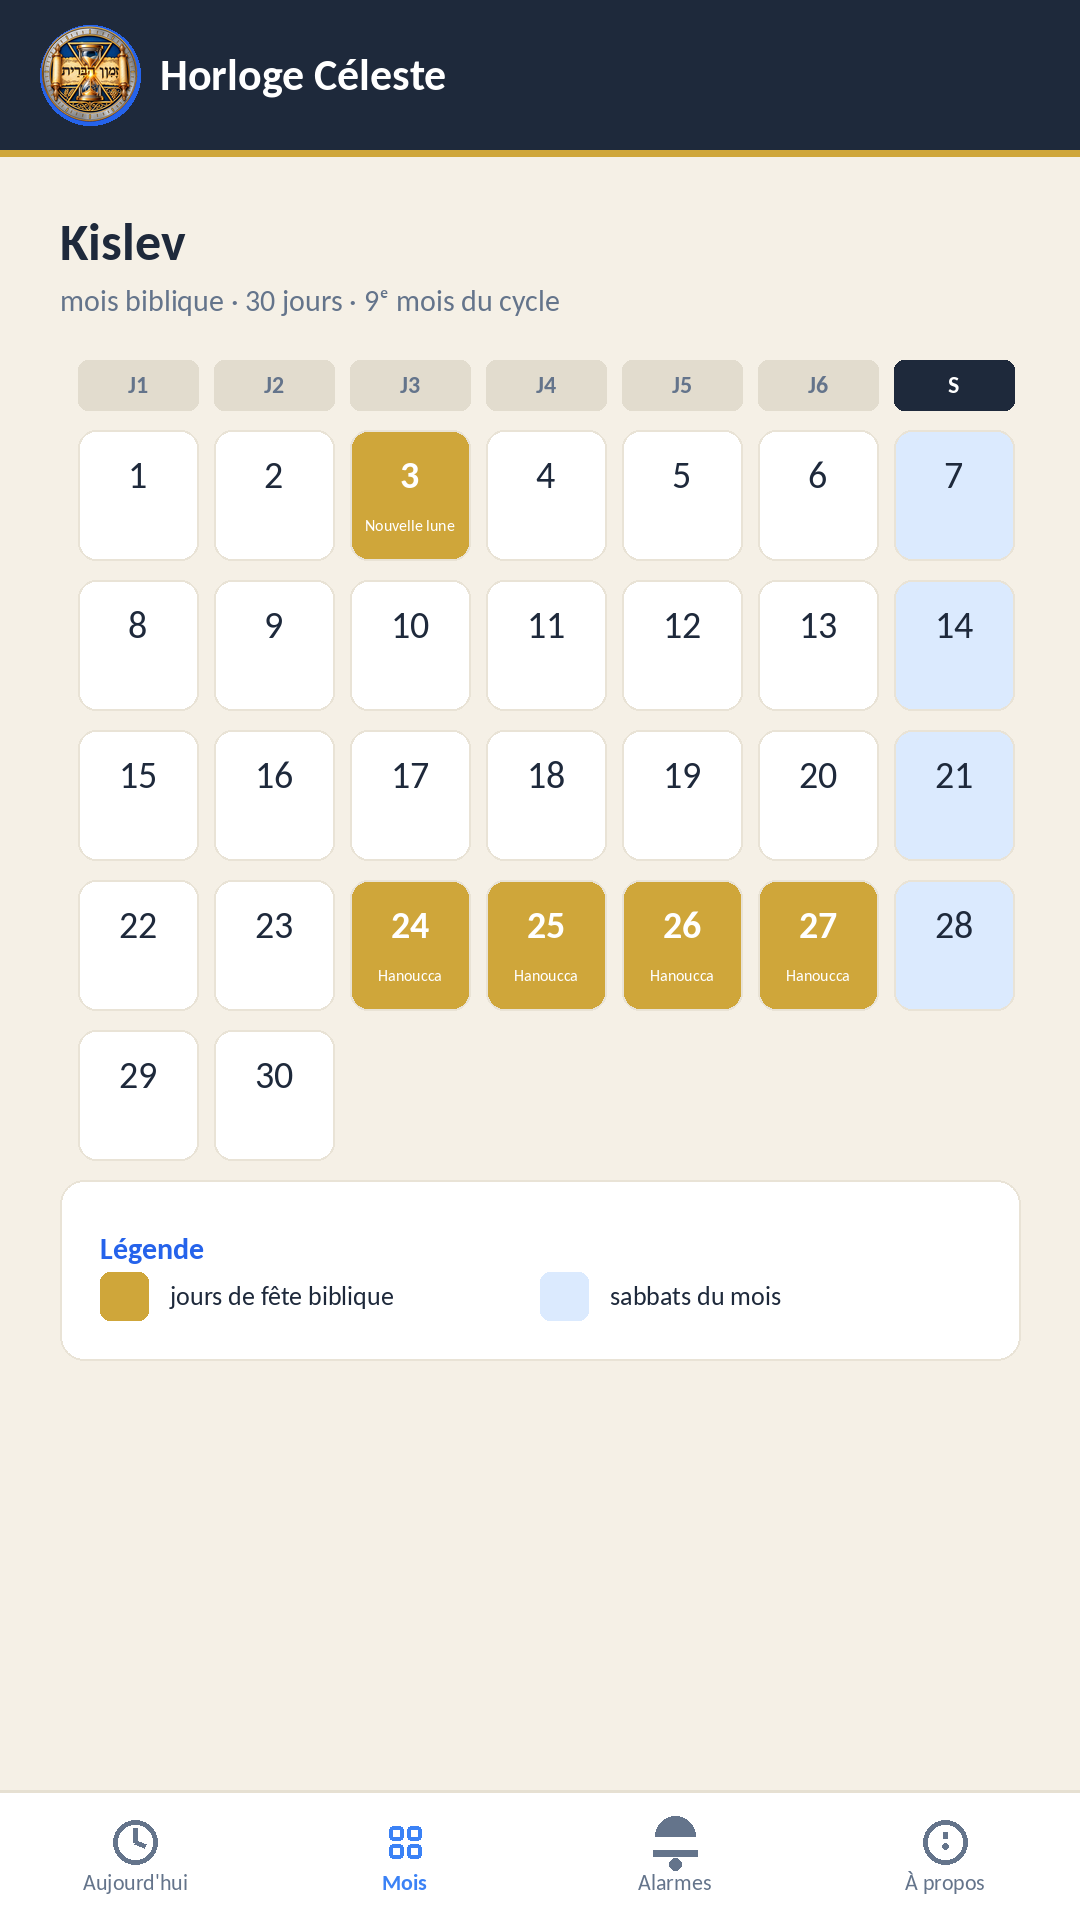 זמן הברית
Horloge Céleste
Kislev
mois biblique · 30 jours · 9ᵉ mois du cycle
J1 J2 J3 J4 J5 J6 S
1 2 3 4 5 6 7
Nouvelle lune
8 9 10 11 12 13 14
15 16 17 18 19 20 21
22 23 24 25 26 27 28
Hanoucca Hanoucca Hanoucca Hanoucca
29 30
Légende
jours de fête biblique sabbats du mois
Aujourd'hui Mois Alarmes À propos